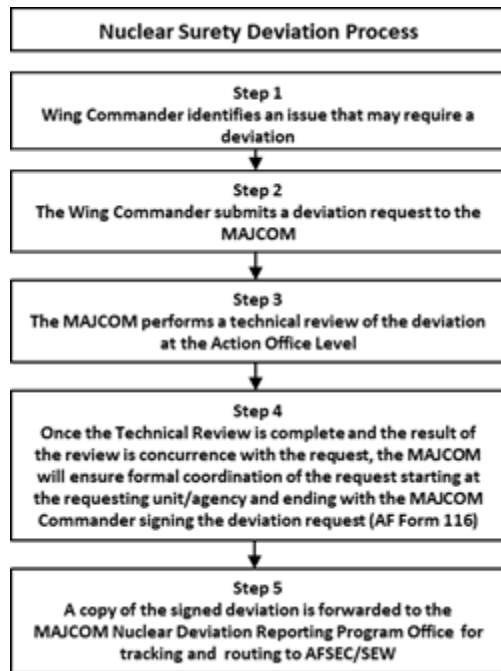 Nuclear Surety Deviation Process
Step 1
Wing Commander identifies an issue that may require a
deviation
Step 2
The Wing Commander submits a deviation request to the
MAJCOM
Step 3
The MAJCOM performs a technical review of the deviation
at the Action Office Level
Step 4
Once the Technical Review is complete and the result of
the review is concurrence with the request, the MAJCOM
will ensure formal coordination of the request starting at
the requesting unit/agency and ending with the MAJCOM
Commander signing the deviation request (AF Form 116)
Step 5
A copy of the signed deviation is forwarded to the
MAJCOM Nuclear Deviation Reporting Program Office for
tracking and routing to AFSEC/SEW